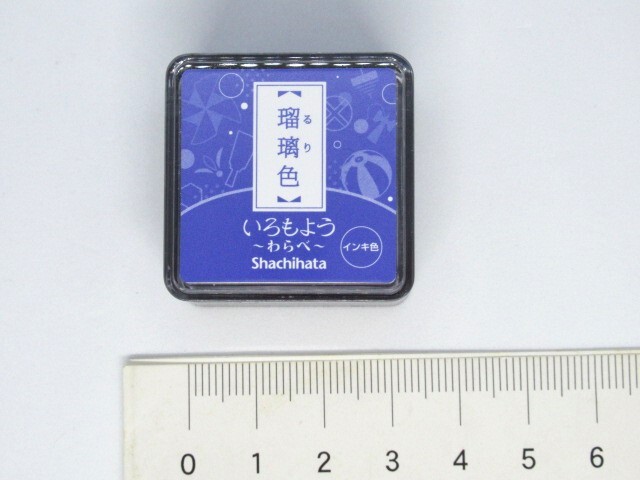 【瑠璃色】
るり
いろもよう
～わらべ～
インキ色
Shachihata
0 1 2 3 4 5 6